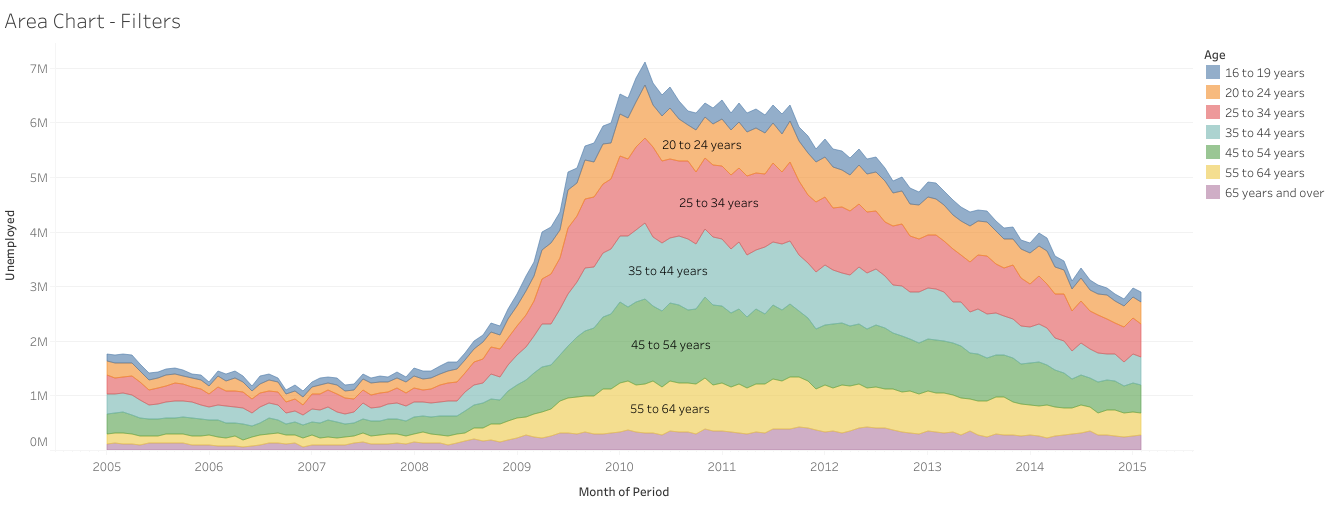 Area Chart - Filters
Age
16 to 19 years
20 to 24 years
25 to 34 years
35 to 44 years
45 to 54 years
55 to 64 years
65 years and over
Unemployed
7M
6M
5M
4M
3M
2M
1M
0M
20 to 24 years
25 to 34 years
35 to 44 years
45 to 54 years
55 to 64 years
2005 2006 2007 2008 2009 2010 2011 2012 2013 2014 2015
Month of Period